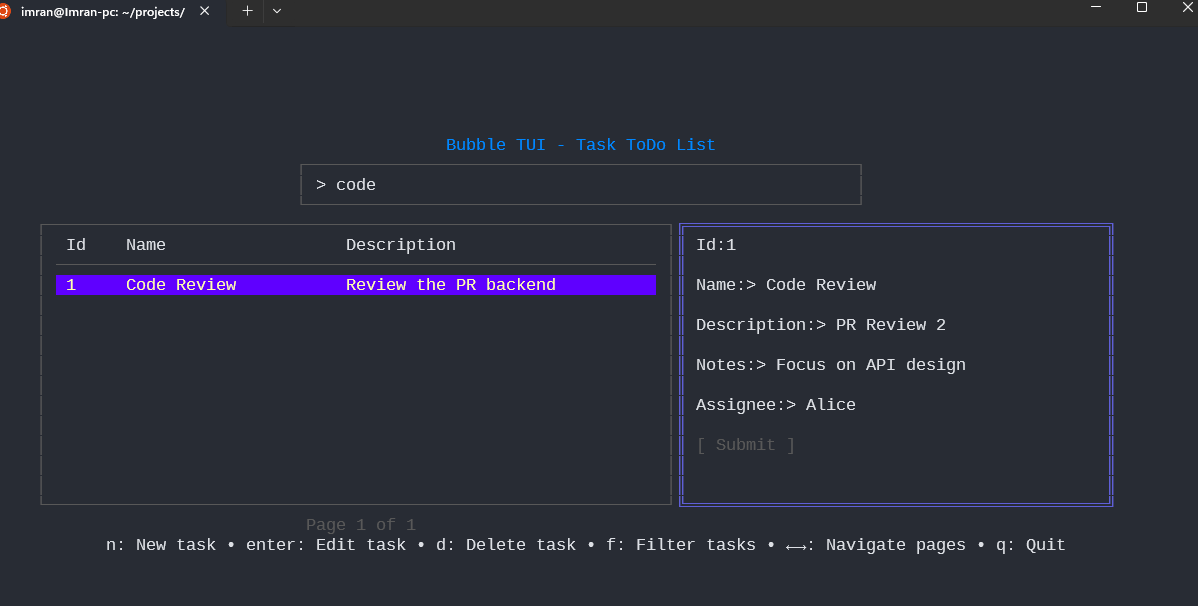 imran@Imran-pc: ~/projects/
Bubble TUI - Task ToDo List
> code
Id Name Description
1 Code Review Review the PR backend
Id:1
Name:> Code Review
Description:> PR Review 2
Notes:> Focus on API design
Assignee:> Alice
[ Submit ]
Page 1 of 1
n: New task • enter: Edit task • d: Delete task • f: Filter tasks • ←→: Navigate pages • q: Quit